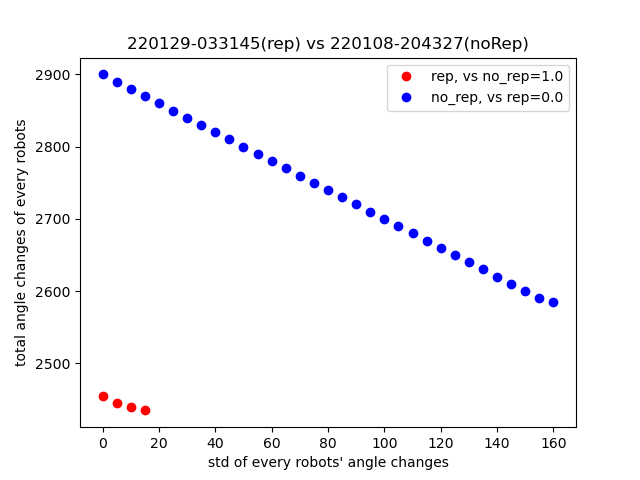 220129-033145(rep) vs 220108-204327(noRep)
rep, vs no_rep=1.0
no_rep, vs rep=0.0
total angle changes of every robots
2900
2800
2700
2600
2500
0 20 40 60 80 100 120 140 160
std of every robots' angle changes